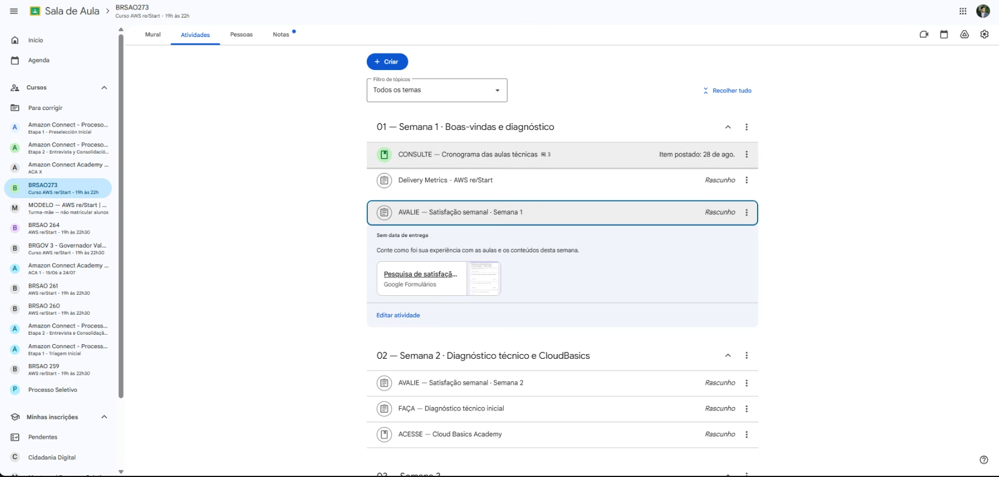 Sala de Aula
BRSAO273
Curso AWS re/Start - 19h às 22h
Início
Agenda
Cursos
Para corrigir
A
Amazon Connect - Proceso...
Etapa 1 - Preselección Inicial
A
Amazon Connect - Proceso...
Etapa 2 - Entrevista y Consolidació...
A
Amazon Connect Academy ...
ACA X
B
BRSAO273
Curso AWS re/Start - 19h às 22h
M
MODELO — AWS re/Start | ...
Turma-mãe — não matricular alunos
B
BRSAO 264
AWS re/Start - 19h às 22h30
B
BRGOV 3 - Governador Val...
Curso AWS re/Start - 19h às 22h30
A
Amazon Connect Academy ...
ACA 1 - 15/06 a 24/07
B
BRSAO 261
AWS re/Start - 19h às 22h30
B
BRSAO 260
AWS re/Start - 19h às 22h30
A
Amazon Connect - Process...
Etapa 2 - Entrevista e Consolidaçã...
A
Amazon Connect - Process...
Etapa 1 - Triagem Inicial
B
BRSAO 259
AWS re/Start - 19h às 22h30
P
Processo Seletivo
Minhas inscrições
Pendentes
C
Cidadania Digital
Mural
Atividades
Pessoas
Notas
+ Criar
Filtro de tópicos
Todos os temas
Recolher tudo
01 — Semana 1 · Boas-vindas e diagnóstico
CONSULTE — Cronograma das aulas técnicas 3
Item postado: 28 de ago.
Delivery Metrics - AWS re/Start
Rascunho
AVALIE — Satisfação semanal · Semana 1
Rascunho
Sem data de entrega
Conte como foi sua experiência com as aulas e os conteúdos desta semana.
Pesquisa de satisfaçã...
Google Formulários
Editar atividade
02 — Semana 2 · Diagnóstico técnico e CloudBasics
AVALIE — Satisfação semanal · Semana 2
Rascunho
FAÇA — Diagnóstico técnico inicial
Rascunho
ACESSE — Cloud Basics Academy
Rascunho